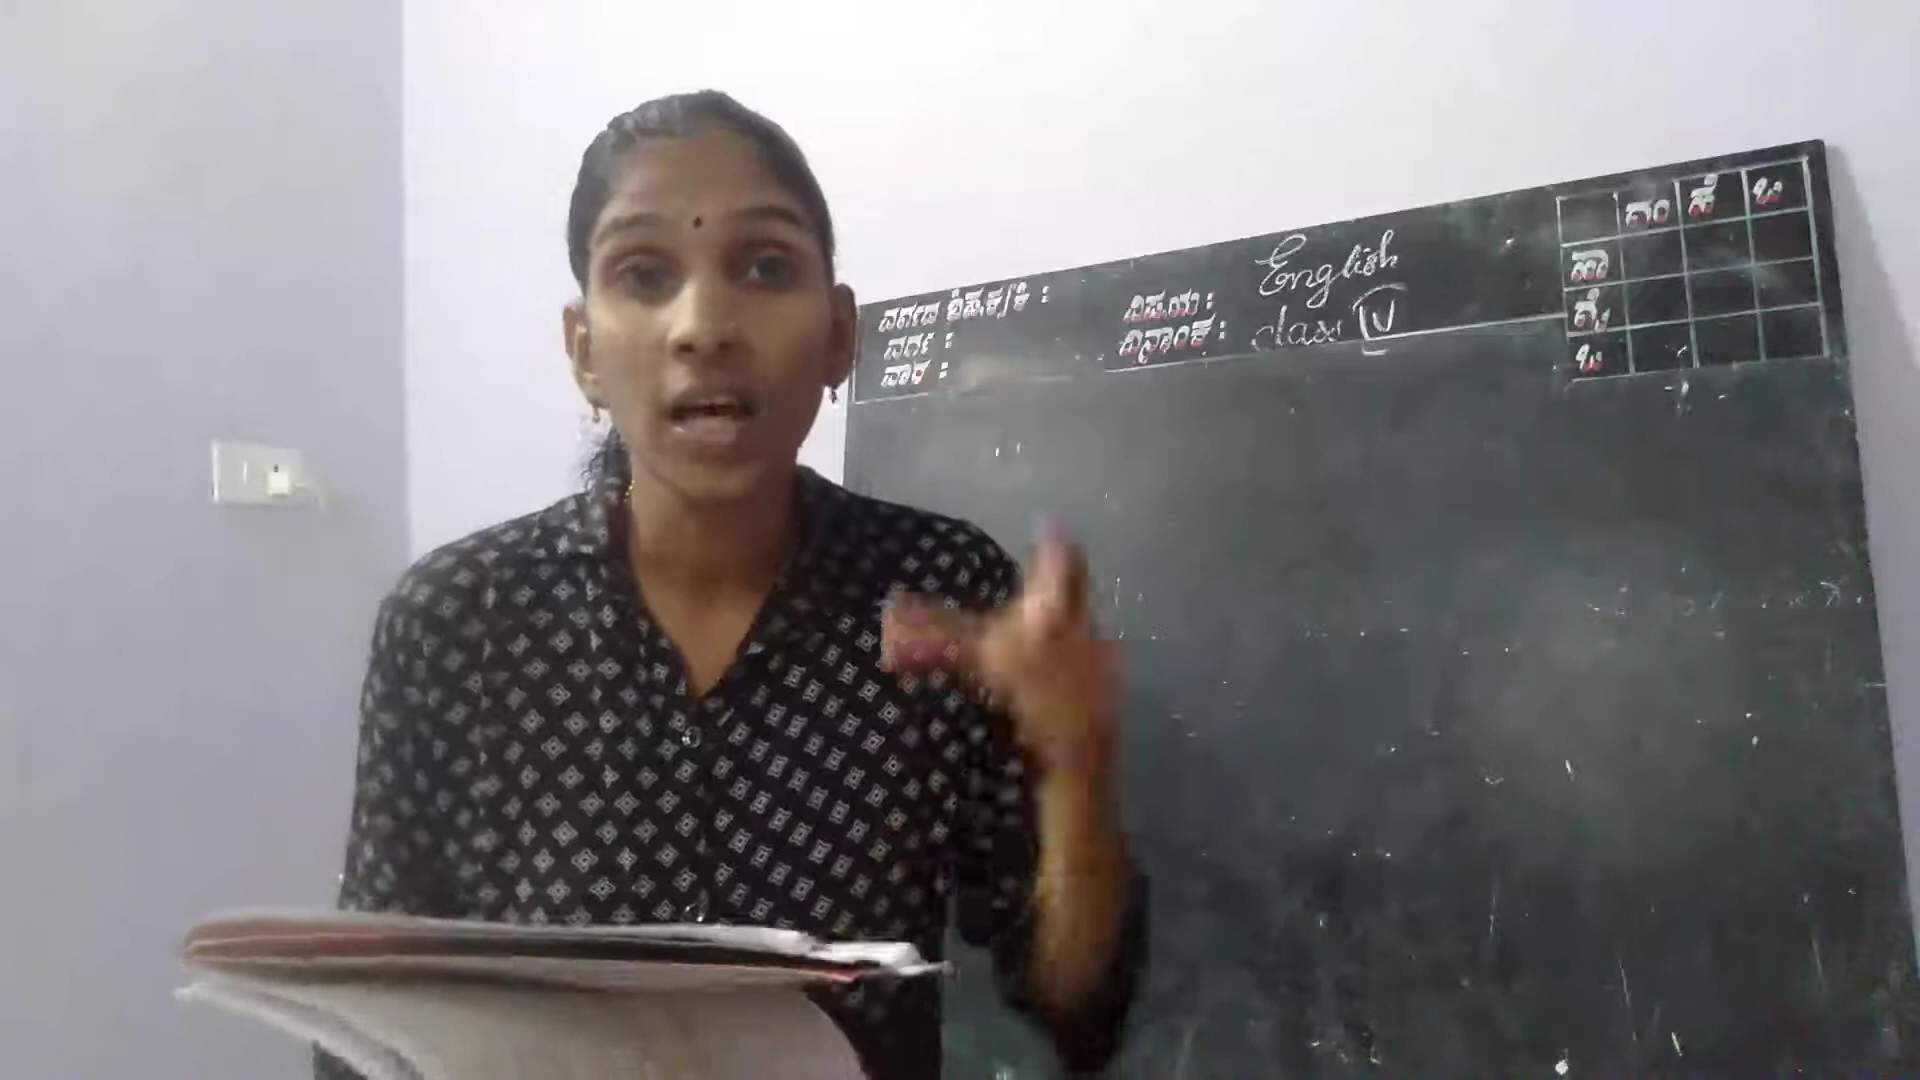 ವರ್ಗದ ಶಿಕ್ಷಕ/ಕಿ :
ವರ್ಗ :
ವಾರ :
ವಿಷಯ : English
ದಿನಾಂಕ : class IV
ಗಂ ಹೆ ಒ
ಹಾ
ಗೈ
ಒ